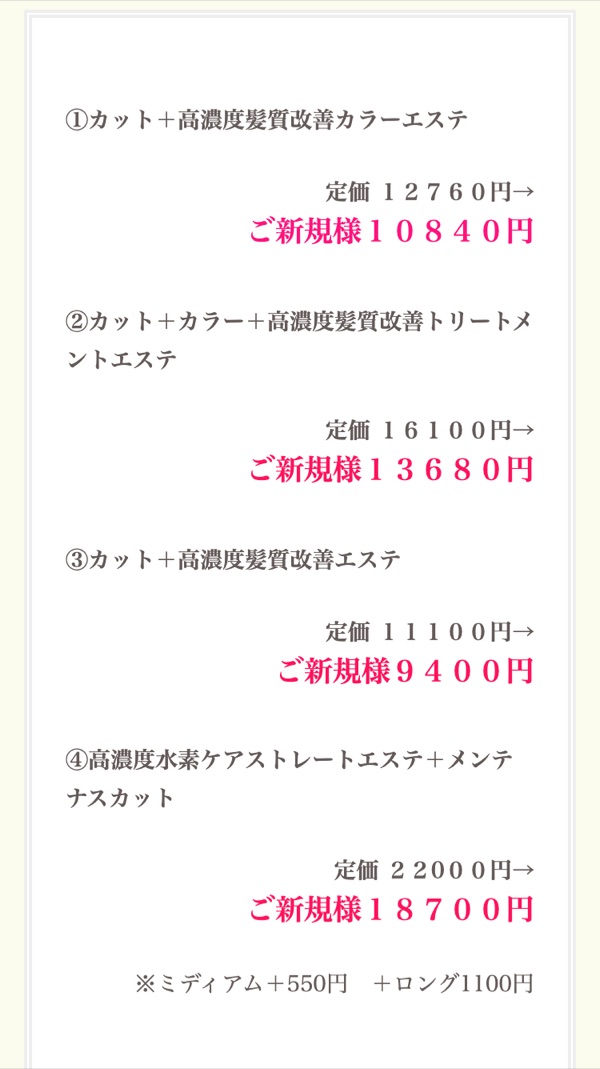 ①カット＋高濃度髪質改善カラーエステ
定価 １２７６０円→
ご新規様１０８４０円
②カット＋カラー＋高濃度髪質改善トリートメ
ントエステ
定価 １６１００円→
ご新規様１３６８０円
③カット＋高濃度髪質改善エステ
定価 １１１００円→
ご新規様９４００円
④高濃度水素ケアストレートエステ＋メンテ
ナスカット
定価 ２２０００円→
ご新規様１８７００円
※ミディアム＋550円　＋ロング1100円